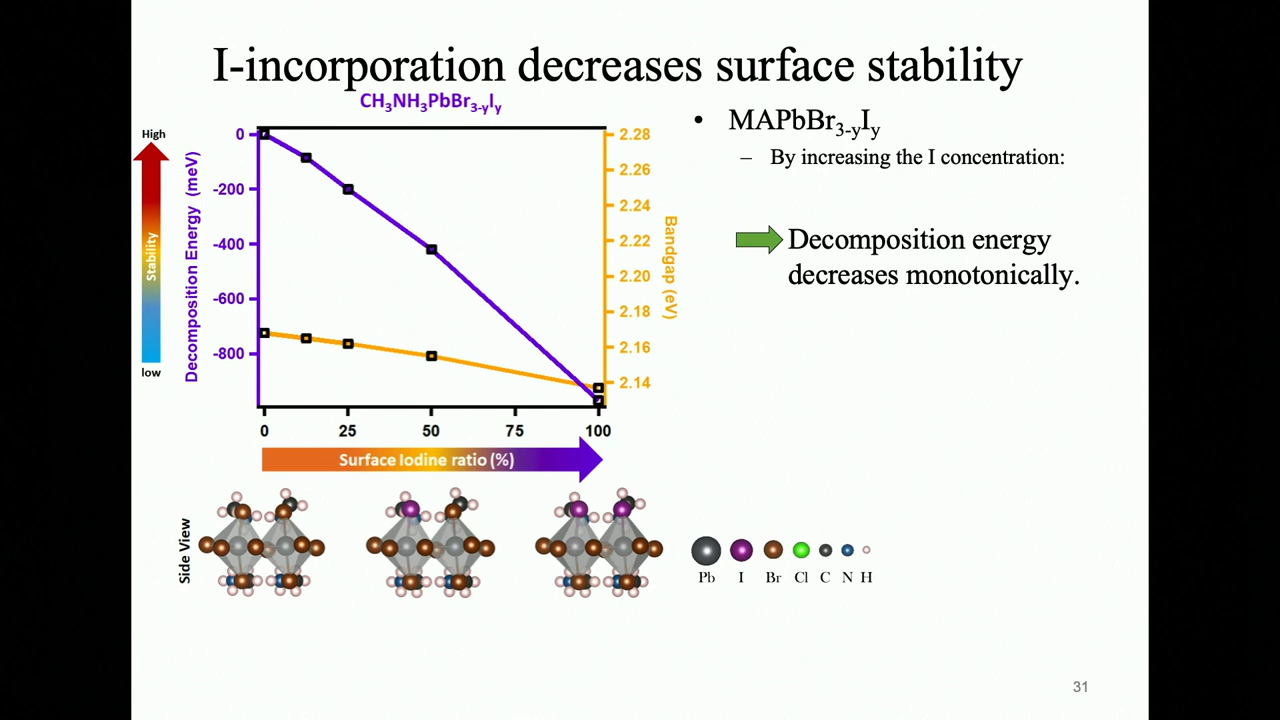 I-incorporation decreases surface stability
CH₃NH₃PbBr₃₋yIy
High
Stability
low
Decomposition Energy (meV)
0
-200
-400
-600
-800
2.28
2.26
2.24
2.22
2.20
2.18
2.16
2.14
Bandgap (eV)
0 25 50 75 100
Surface Iodine ratio (%)
• MAPbBr₃₋yIy
– By increasing the I concentration:
Decomposition energy
decreases monotonically.
Side View
Pb I Br Cl C N H
31